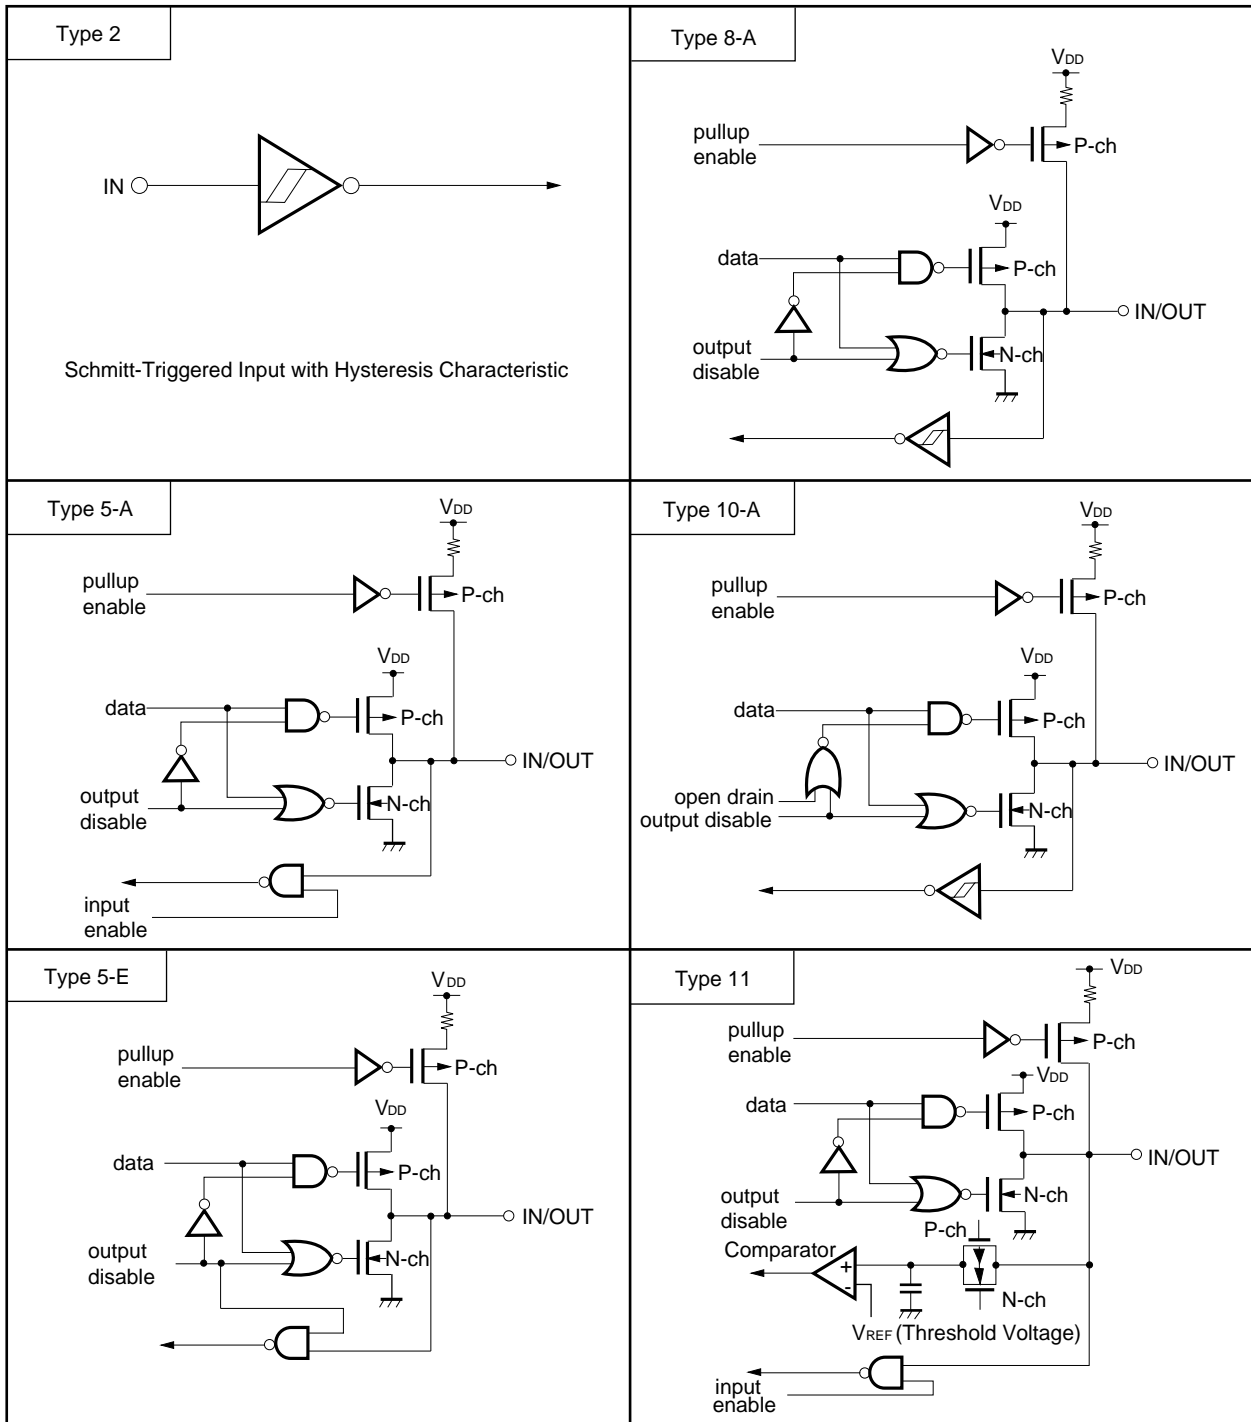 Type 2
IN
Schmitt-Triggered Input with Hysteresis Characteristic
Type 8-A
VDD
pullup
enable
P-ch
VDD
data
P-ch
IN/OUT
output
disable
N-ch
Type 5-A
VDD
pullup
enable
P-ch
VDD
data
P-ch
IN/OUT
output
disable
N-ch
input
enable
Type 10-A
VDD
pullup
enable
P-ch
VDD
data
P-ch
IN/OUT
open drain
output disable
N-ch
Type 5-E
VDD
pullup
enable
P-ch
VDD
data
P-ch
IN/OUT
output
disable
N-ch
Type 11
VDD
pullup
enable
P-ch
VDD
data
P-ch
IN/OUT
output
disable
N-ch
P-ch
Comparator
+
-
N-ch
VREF (Threshold Voltage)
input
enable